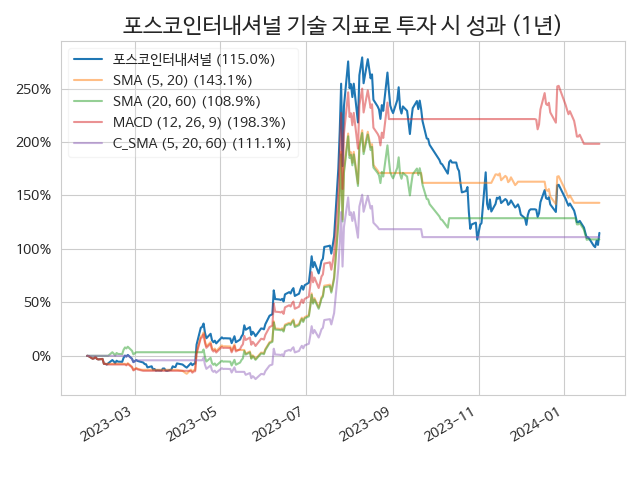 포스코인터내셔널 기술 지표로 투자 시 성과 (1년)
포스코인터내셔널 (115.0%)
SMA (5, 20) (143.1%)
SMA (20, 60) (108.9%)
MACD (12, 26, 9) (198.3%)
C_SMA (5, 20, 60) (111.1%)
250%
200%
150%
100%
50%
0%
2023-03
2023-05
2023-07
2023-09
2023-11
2024-01